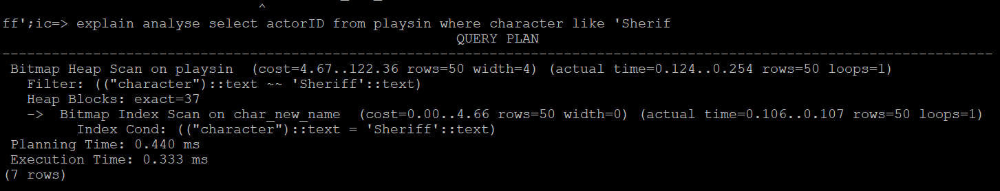 ^
ff';ic=> explain analyse select actorID from playsin where character like 'Sherif
QUERY PLAN
------------------------------------------------------------------------------------------------------------------------
Bitmap Heap Scan on playsin  (cost=4.67..122.36 rows=50 width=4) (actual time=0.124..0.254 rows=50 loops=1)
Filter: (("character")::text ~~ 'Sheriff'::text)
Heap Blocks: exact=37
->  Bitmap Index Scan on char_new_name  (cost=0.00..4.66 rows=50 width=0) (actual time=0.106..0.107 rows=50 loops=1)
Index Cond: (("character")::text = 'Sheriff'::text)
Planning Time: 0.440 ms
Execution Time: 0.333 ms
(7 rows)